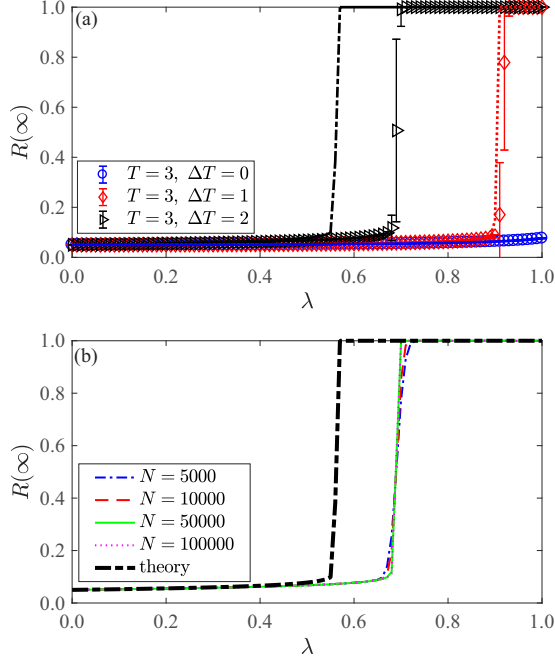 (a)
R(∞)
1.0
0.8
0.6
0.4
0.2
0.0
T = 3, ΔT = 0
T = 3, ΔT = 1
T = 3, ΔT = 2
0.0 0.2 0.4 0.6 0.8 1.0
λ
(b)
R(∞)
1.0
0.8
0.6
0.4
0.2
0.0
N = 5000
N = 10000
N = 50000
N = 100000
theory
0.0 0.2 0.4 0.6 0.8 1.0
λ